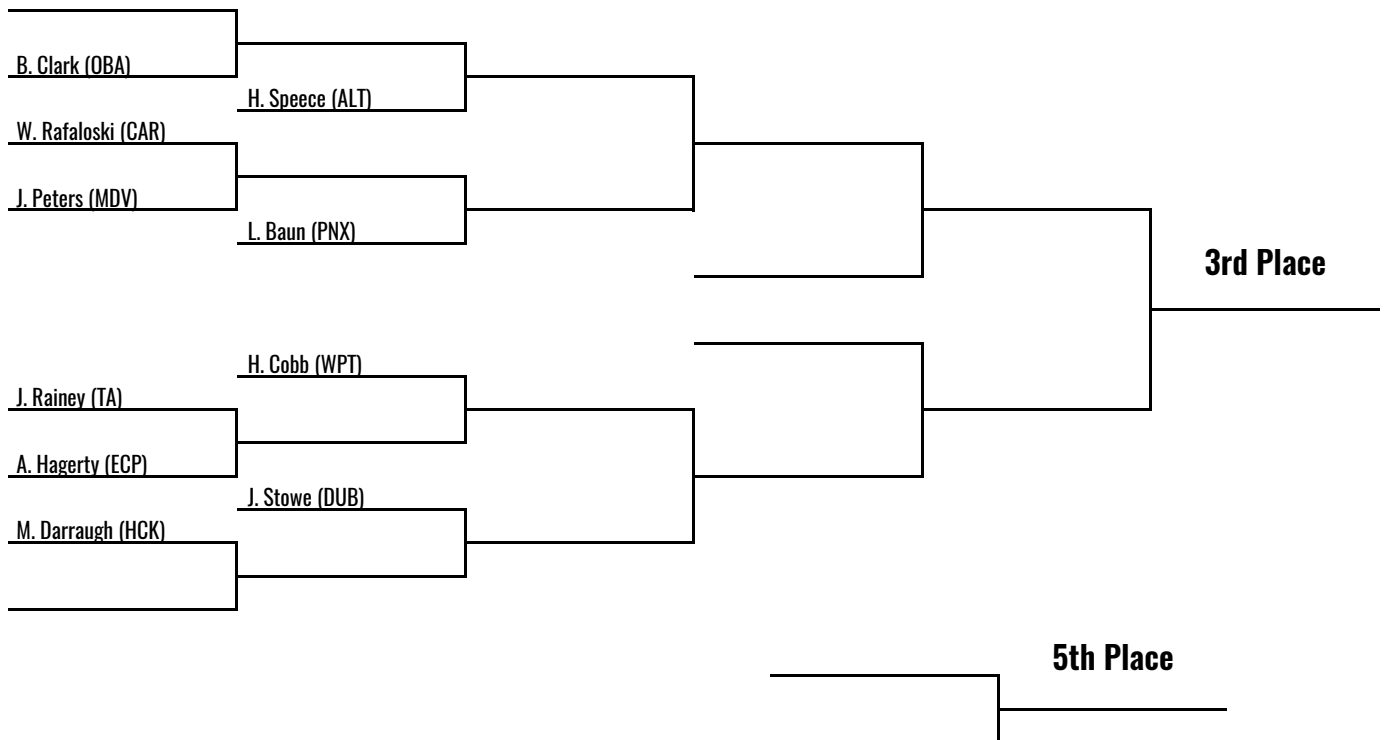 B. Clark (OBA)
H. Speece (ALT)
W. Rafaloski (CAR)
J. Peters (MDV)
L. Baun (PNX)
3rd Place
H. Cobb (WPT)
J. Rainey (TA)
A. Hagerty (ECP)
J. Stowe (DUB)
M. Darraugh (HCK)
5th Place